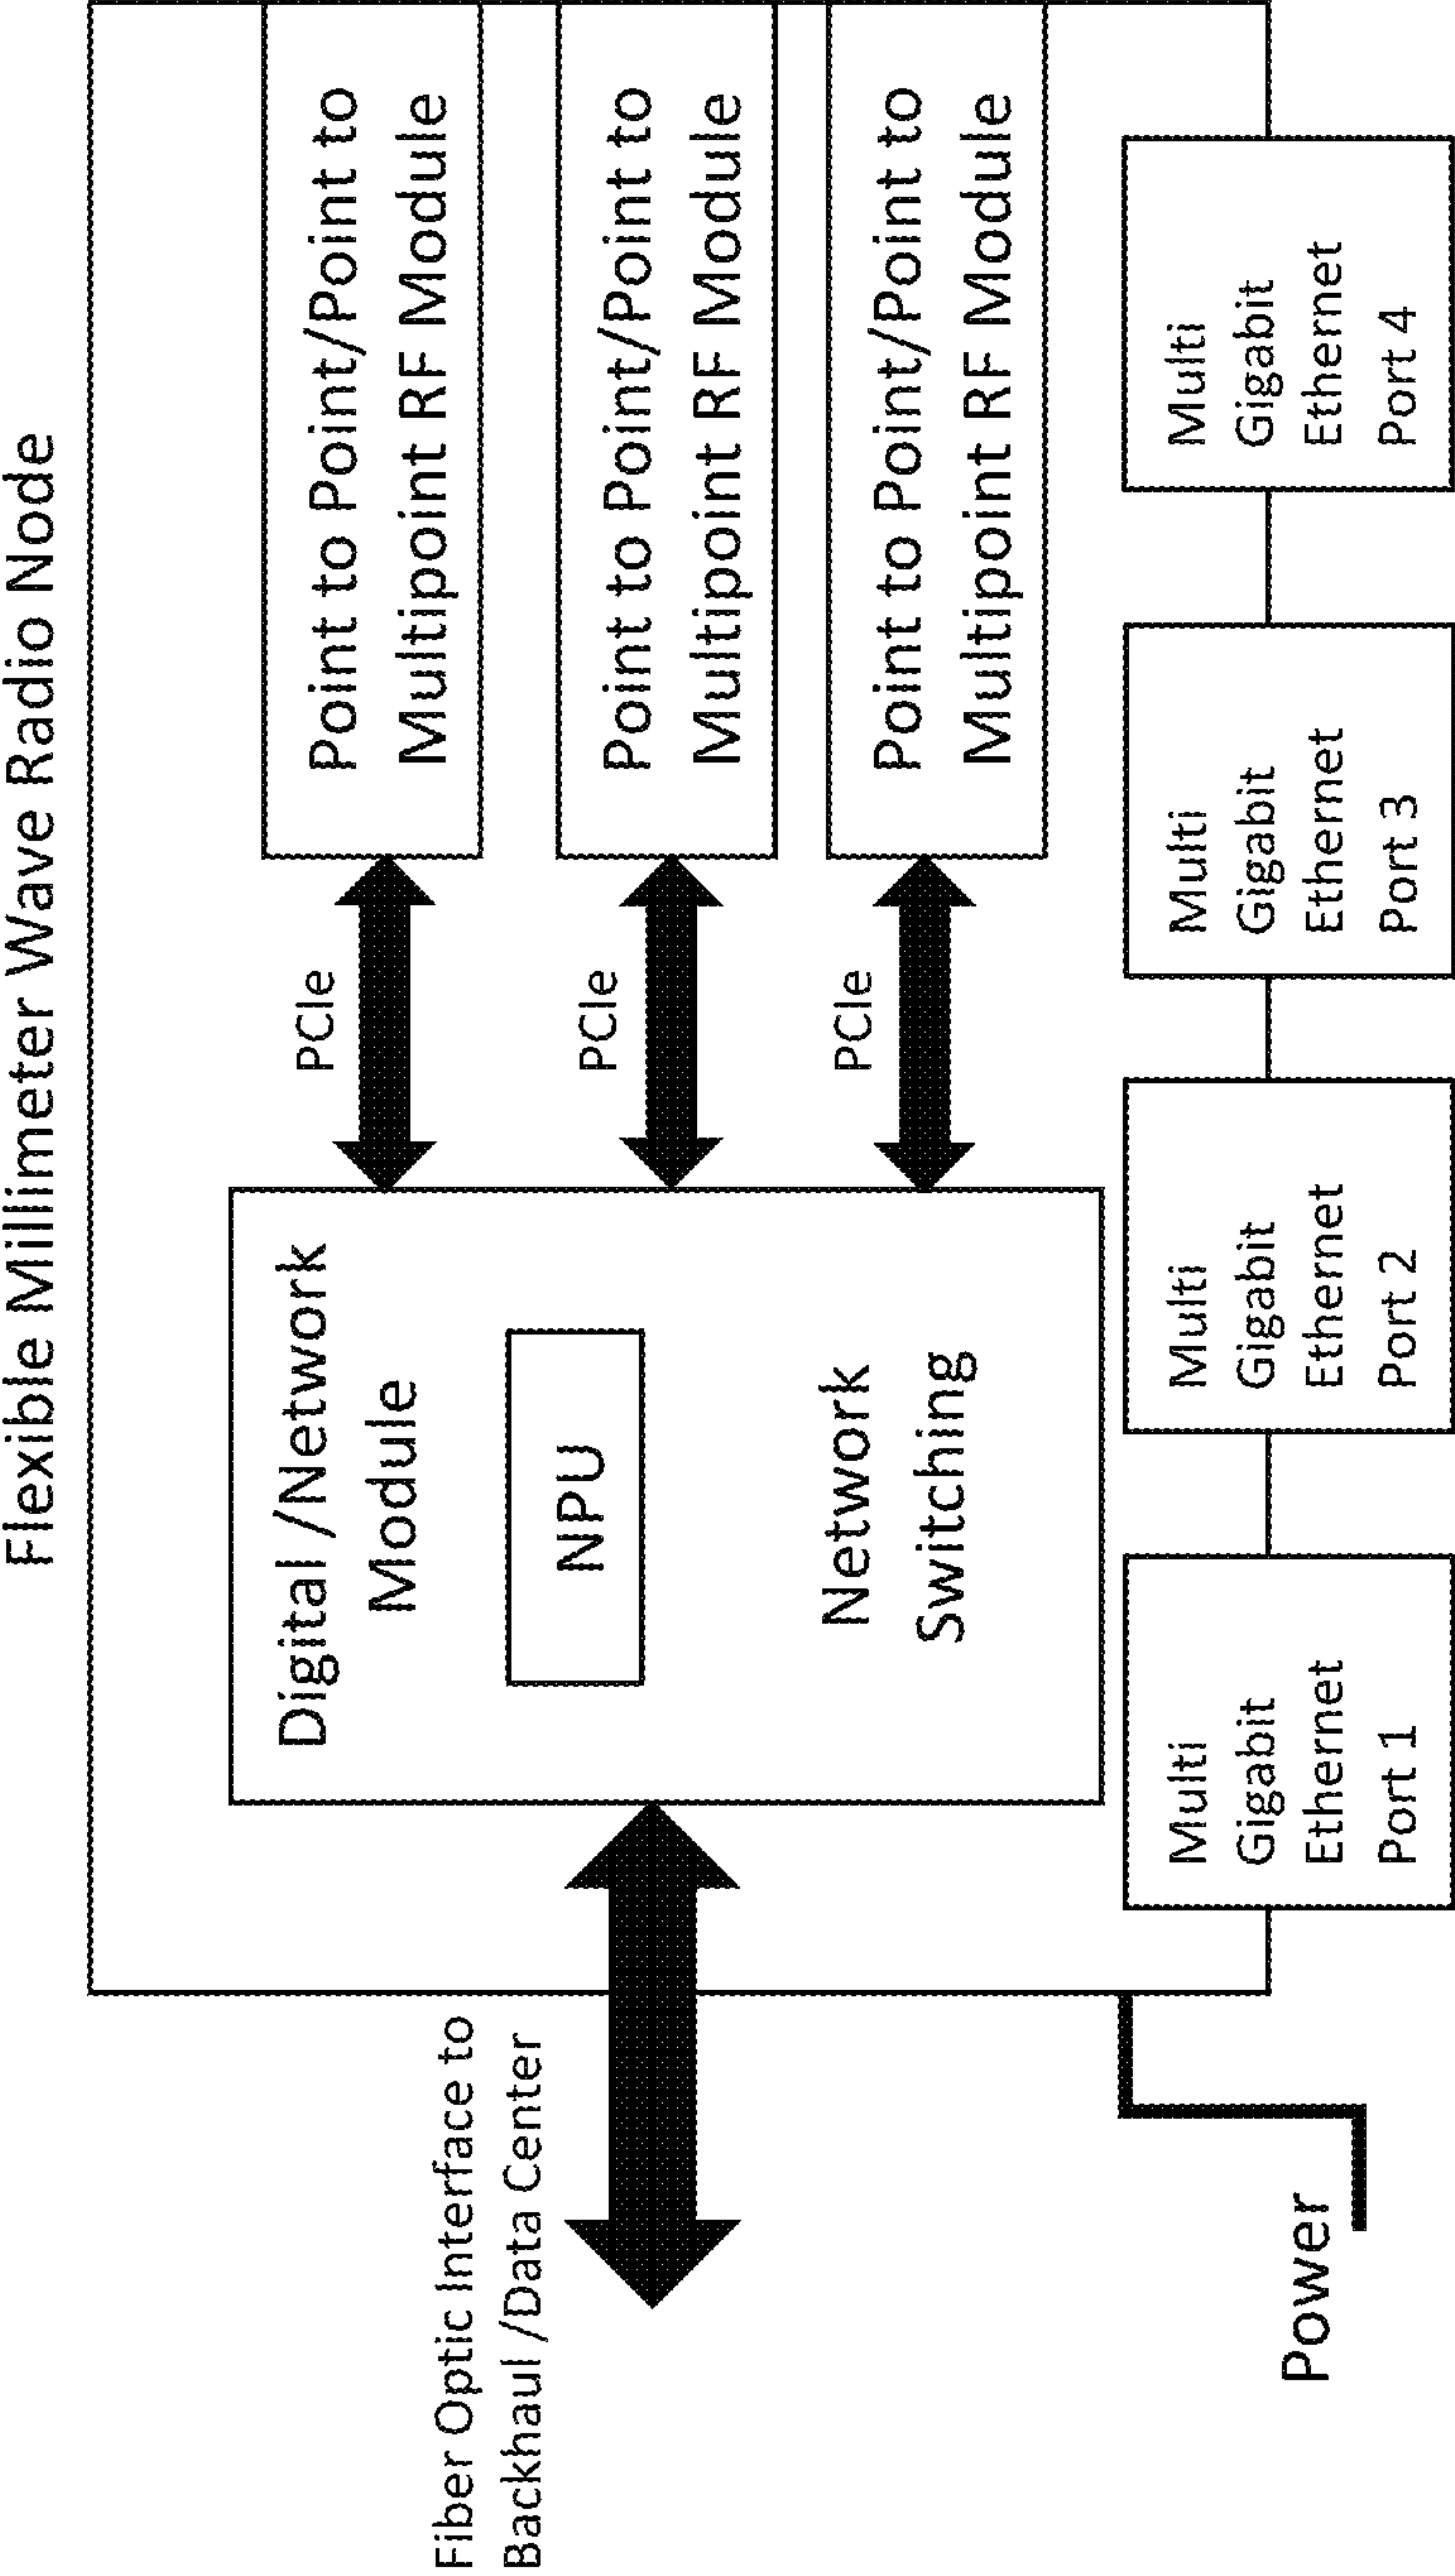 Flexible Millimeter Wave Radio Node
Fiber Optic Interface to
Backhaul /Data Center
Digital /Network
Module
NPU
Network
Switching
PCIe
Point to Point/Point to
Multipoint RF Module
PCIe
Point to Point/Point to
Multipoint RF Module
PCIe
Point to Point/Point to
Multipoint RF Module
Power
Multi
Gigabit
Ethernet
Port 1
Multi
Gigabit
Ethernet
Port 2
Multi
Gigabit
Ethernet
Port 3
Multi
Gigabit
Ethernet
Port 4